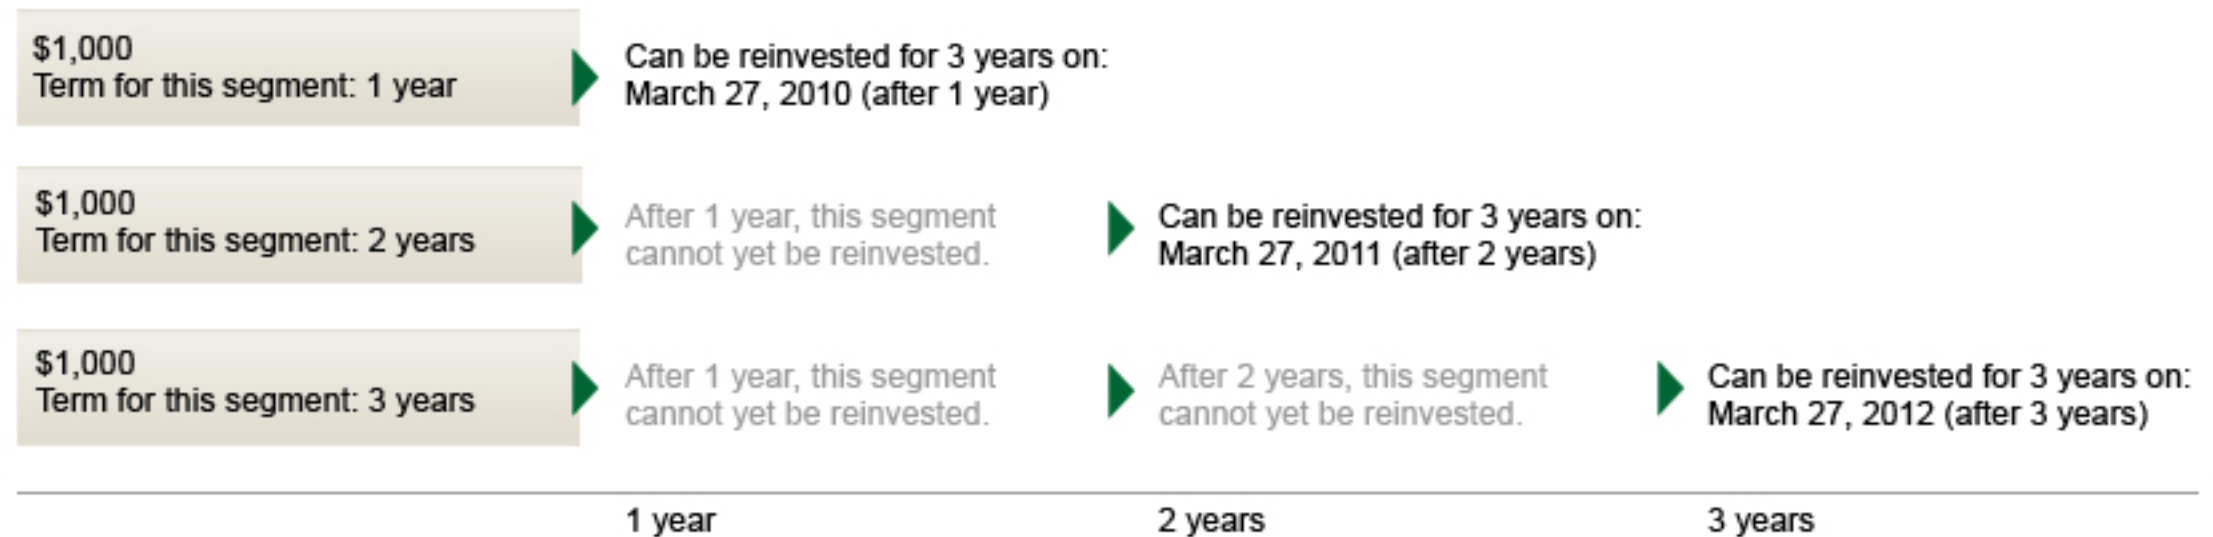 $1,000
Term for this segment: 1 year
Can be reinvested for 3 years on:
March 27, 2010 (after 1 year)
$1,000
Term for this segment: 2 years
After 1 year, this segment
cannot yet be reinvested.
Can be reinvested for 3 years on:
March 27, 2011 (after 2 years)
$1,000
Term for this segment: 3 years
After 1 year, this segment
cannot yet be reinvested.
After 2 years, this segment
cannot yet be reinvested.
Can be reinvested for 3 years on:
March 27, 2012 (after 3 years)
1 year
2 years
3 years